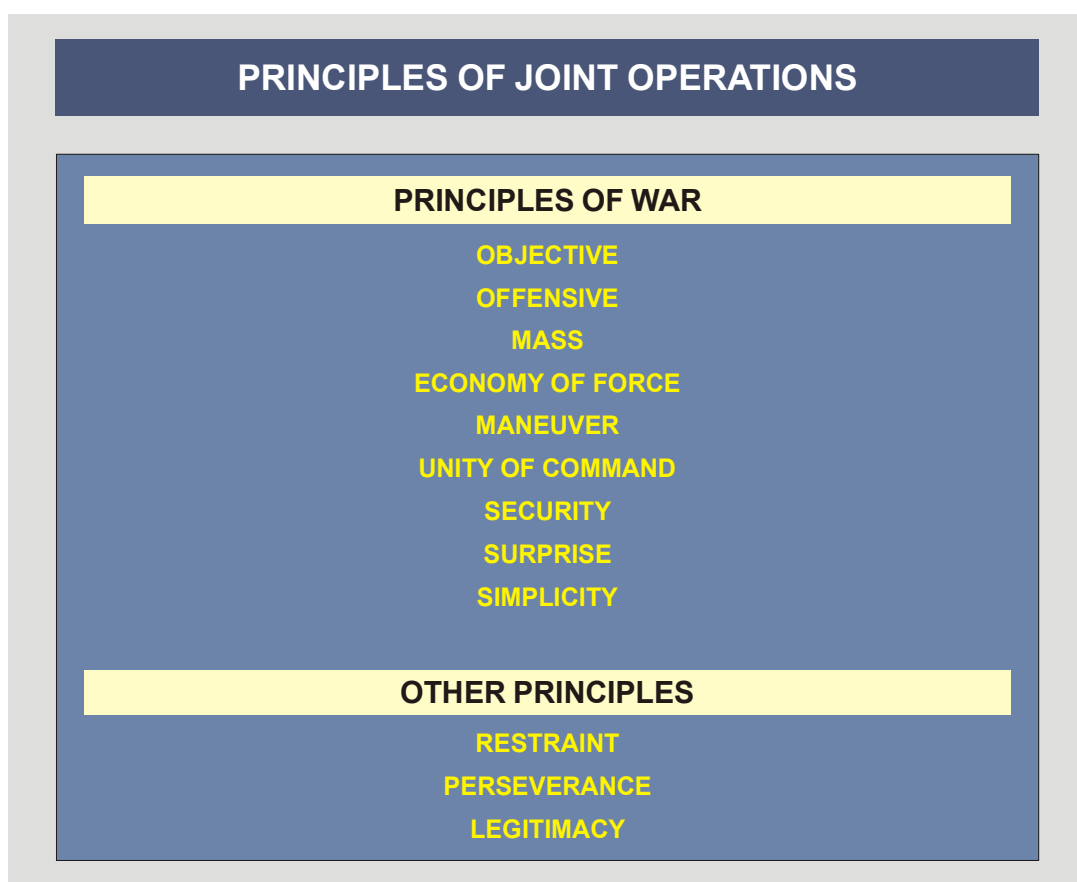 PRINCIPLES OF JOINT OPERATIONS
PRINCIPLES OF WAR
OBJECTIVE
OFFENSIVE
MASS
ECONOMY OF FORCE
MANEUVER
UNITY OF COMMAND
SECURITY
SURPRISE
SIMPLICITY
OTHER PRINCIPLES
RESTRAINT
PERSEVERANCE
LEGITIMACY